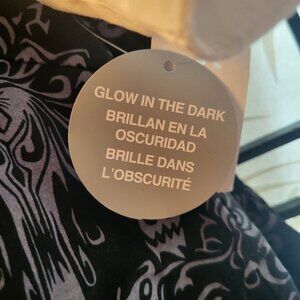 GLOW IN THE DARK
BRILLAN EN LA
OSCURIDAD
BRILLE DANS
L'OBSCURITÉ